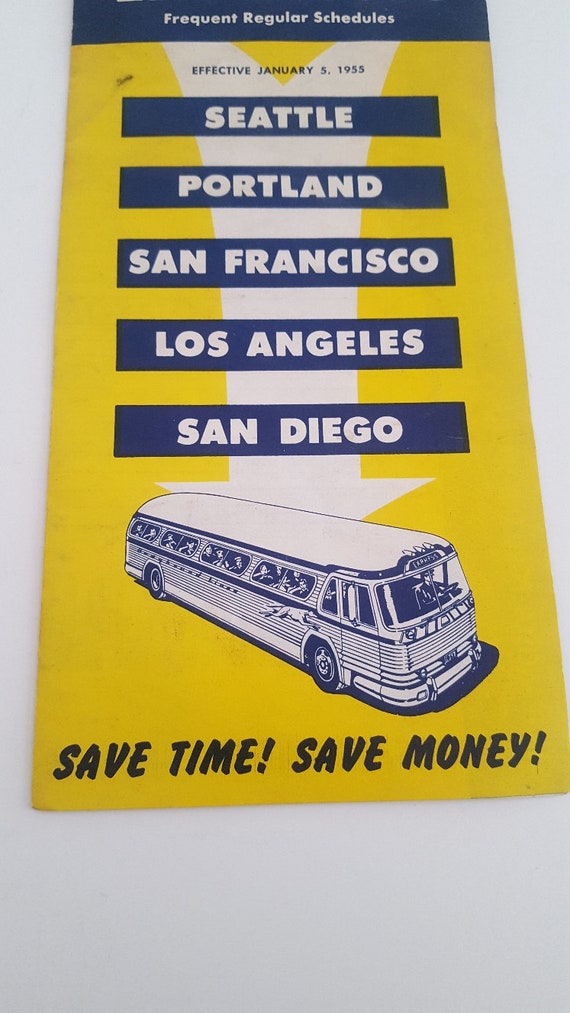 Frequent Regular Schedules
EFFECTIVE JANUARY 5, 1955
SEATTLE
PORTLAND
SAN FRANCISCO
LOS ANGELES
SAN DIEGO
SAVE TIME! SAVE MONEY!